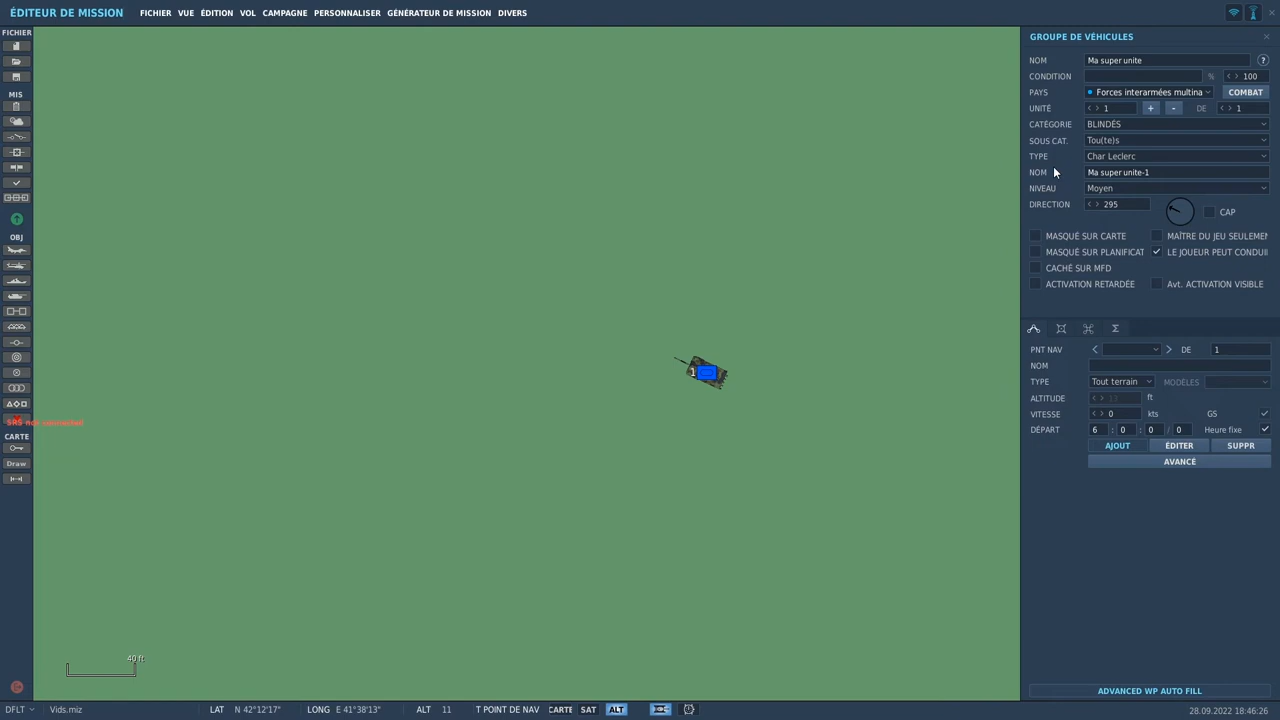 ÉDITEUR DE MISSION FICHIER VUE ÉDITION VOL CAMPAGNE PERSONNALISER GÉNÉRATEUR DE MISSION DIVERS
FICHIER
MIS
OBJ
CARTE
Draw
1
40 ft
GROUPE DE VÉHICULES
NOM Ma super unite ?
CONDITION % 100
PAYS Forces interarmées multina COMBAT
UNITÉ 1 + - DE 1
CATÉGORIE BLINDÉS
SOUS CAT. Tou(te)s
TYPE Char Leclerc
NOM Ma super unite-1
NIVEAU Moyen
DIRECTION 295 CAP
MASQUÉ SUR CARTE MAÎTRE DU JEU SEULEMEN
MASQUÉ SUR PLANIFICAT LE JOUEUR PEUT CONDUI
CACHÉ SUR MFD
ACTIVATION RETARDÉE Avt. ACTIVATION VISIBLE
PNT NAV DE 1
NOM
TYPE Tout terrain MODÈLES
ALTITUDE 13 ft
VITESSE 0 kts GS
DÉPART 6 : 0 : 0 / 0 Heure fixe
AJOUT ÉDITER SUPPR
AVANCÉ
ADVANCED WP AUTO FILL
DFLT Vids.miz LAT N 42°12'17" LONG E 41°38'13" ALT 11 T POINT DE NAV CARTE SAT ALT 28.09.2022 18:46:26